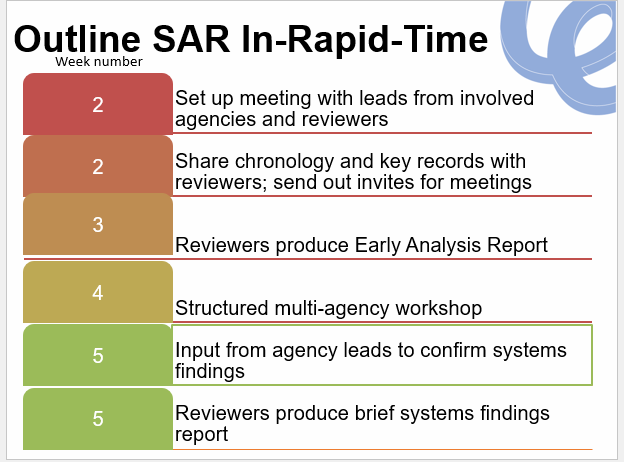 Outline SAR In-Rapid-Time
Week number
2
Set up meeting with leads from involved
agencies and reviewers
2
Share chronology and key records with
reviewers; send out invites for meetings
3
Reviewers produce Early Analysis Report
4
Structured multi-agency workshop
5
Input from agency leads to confirm systems
findings
5
Reviewers produce brief systems findings
report